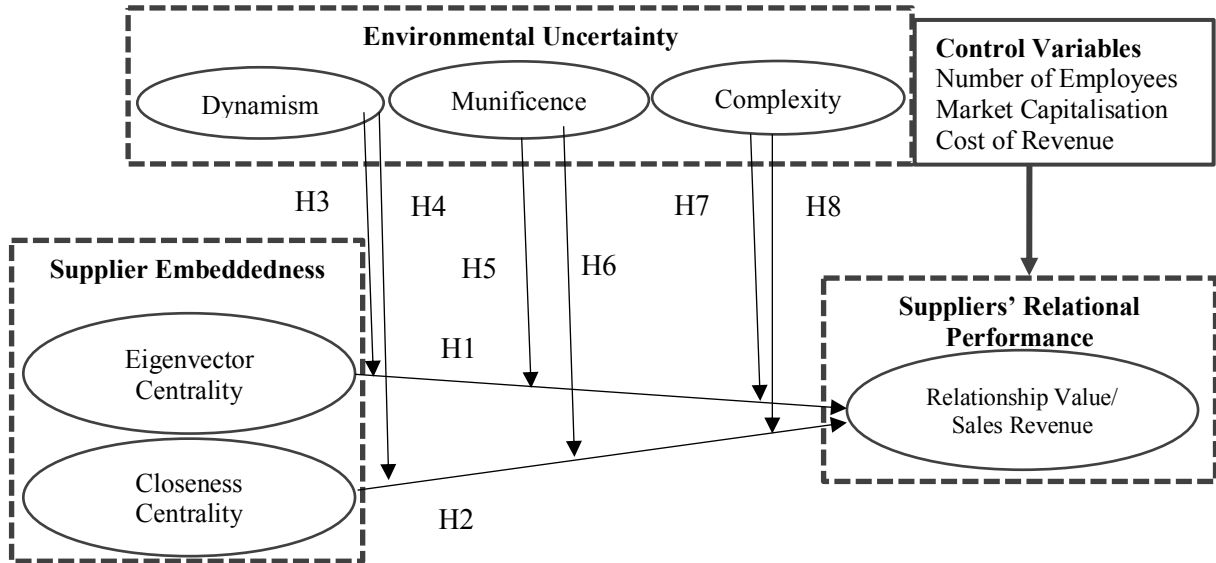 Environmental Uncertainty
Dynamism
Munificence
Complexity
Control Variables
Number of Employees
Market Capitalisation
Cost of Revenue
H3
H4
H5
H6
H7
H8
Supplier Embeddedness
Eigenvector
Centrality
Closeness
Centrality
H1
H2
Suppliers’ Relational
Performance
Relationship Value/
Sales Revenue